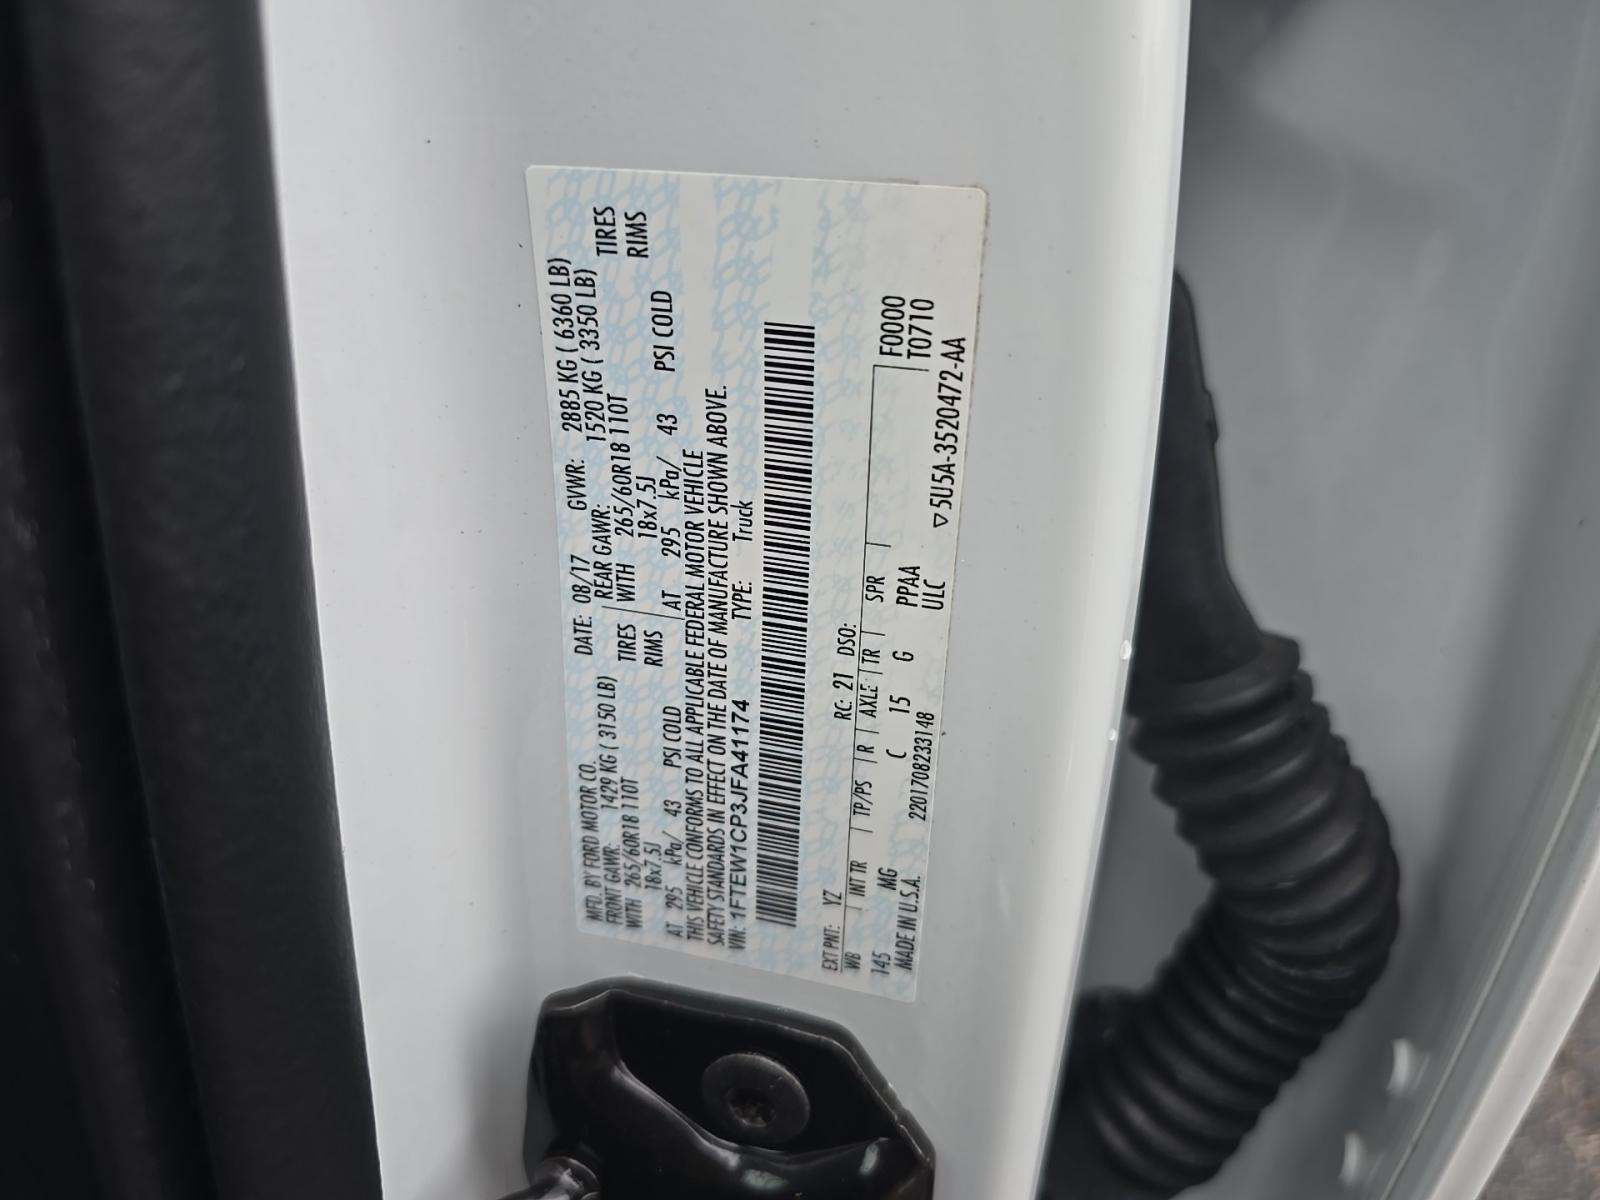 MFD. BY FORD MOTOR CO. DATE: 08/17 GVWR: 2885 KG ( 6360 LB)
FRONT GAWR: 1429 KG ( 3150 LB) REAR GAWR: 1520 KG ( 3350 LB)
WITH 265/60R18 110T TIRES WITH 265/60R18 110T TIRES
18x7.5J RIMS 18x7.5J RIMS
AT 295 kPa/ 43 PSI COLD AT 295 kPa/ 43 PSI COLD
THIS VEHICLE CONFORMS TO ALL APPLICABLE FEDERAL MOTOR VEHICLE
SAFETY STANDARDS IN EFFECT ON THE DATE OF MANUFACTURE SHOWN ABOVE.
VIN: 1FTEW1CP3JFA41174 TYPE: Truck
EXT PNT: YZ RC: 21 DSO:
WB INT TR TP/PS R AXLE TR SPR F0000
145 MG C 15 G PPAA T0710
MADE IN U.S.A. 2201708233148 ULC
▽5U5A-3520472-AA